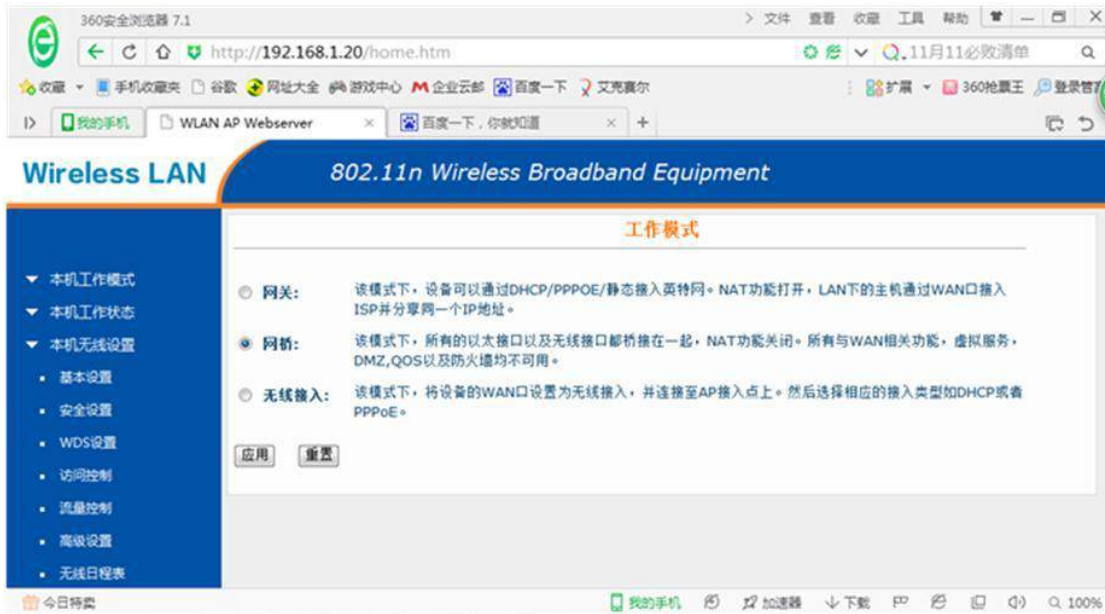 360安全浏览器 7.1
文件 查看 收藏 工具 帮助
http://192.168.1.20/home.htm
11月11必败清单
收藏 手机收藏夹 谷歌 网址大全 游戏中心 企业云邮 百度一下 艾克赛尔 扩展 360抢票王
我的手机 WLAN AP Webserver 百度一下,你就知道
Wireless LAN
802.11n Wireless Broadband Equipment
工作模式
本机工作模式
本机工作状态
本机无线设置
基本设置
安全设置
WDS设置
访问控制
流量控制
高级设置
无线日程表
网关: 该模式下,设备可以通过DHCP/PPPOE/静态接入英特网。NAT功能打开,LAN下的主机通过WAN口接入
ISP并分享同一个IP地址。
网桥: 该模式下,所有的以太接口以及无线接口都桥接在一起,NAT功能关闭。所有与WAN相关功能,虚拟服务,
DMZ,QOS以及防火墙均不可用。
无线接入: 该模式下,将设备的WAN口设置为无线接入,并连接至AP接入点上。然后选择相应的接入类型如DHCP或者
PPPoE。
应用 重置
今日特卖 我的手机 加速器 下载 100%